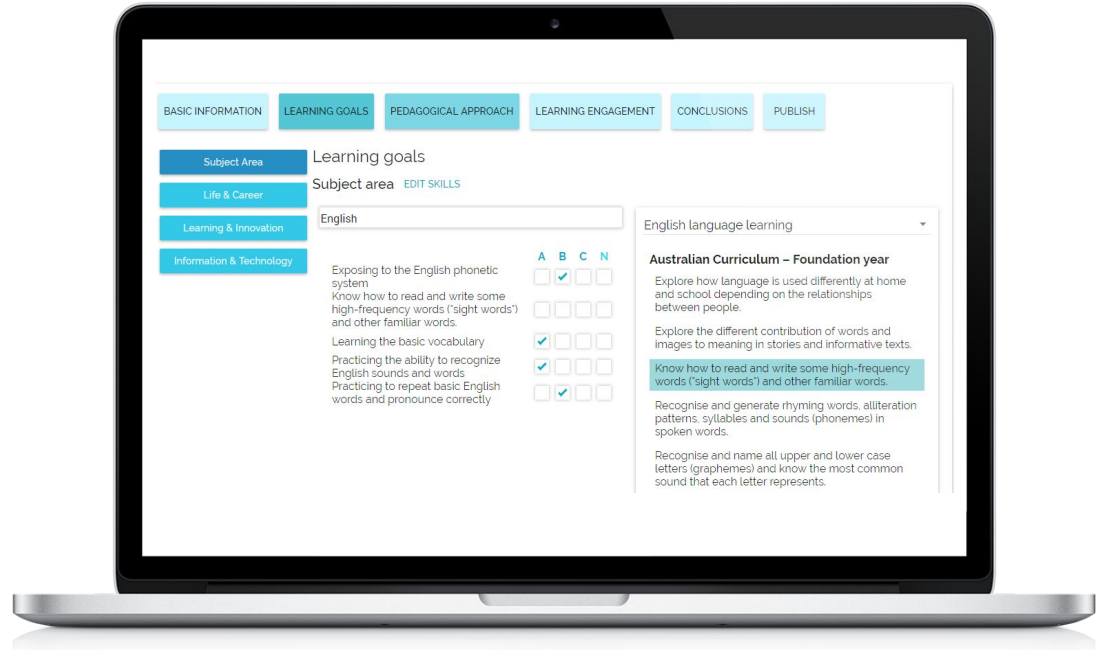 BASIC INFORMATION
LEARNING GOALS
PEDAGOGICAL APPROACH
LEARNING ENGAGEMENT
CONCLUSIONS
PUBLISH
Subject Area
Life & Career
Learning & Innovation
Information & Technology
Learning goals
Subject area EDIT SKILLS
English
A B C N
Exposing to the English phonetic
system
Know how to read and write some
high-frequency words ("sight words")
and other familiar words.
Learning the basic vocabulary
Practicing the ability to recognize
English sounds and words
Practicing to repeat basic English
words and pronounce correctly
English language learning
Australian Curriculum – Foundation year
Explore how language is used differently at home
and school depending on the relationships
between people.
Explore the different contribution of words and
images to meaning in stories and informative texts.
Know how to read and write some high-frequency
words ("sight words") and other familiar words.
Recognise and generate rhyming words, alliteration
patterns, syllables and sounds (phonemes) in
spoken words.
Recognise and name all upper and lower case
letters (graphemes) and know the most common
sound that each letter represents.